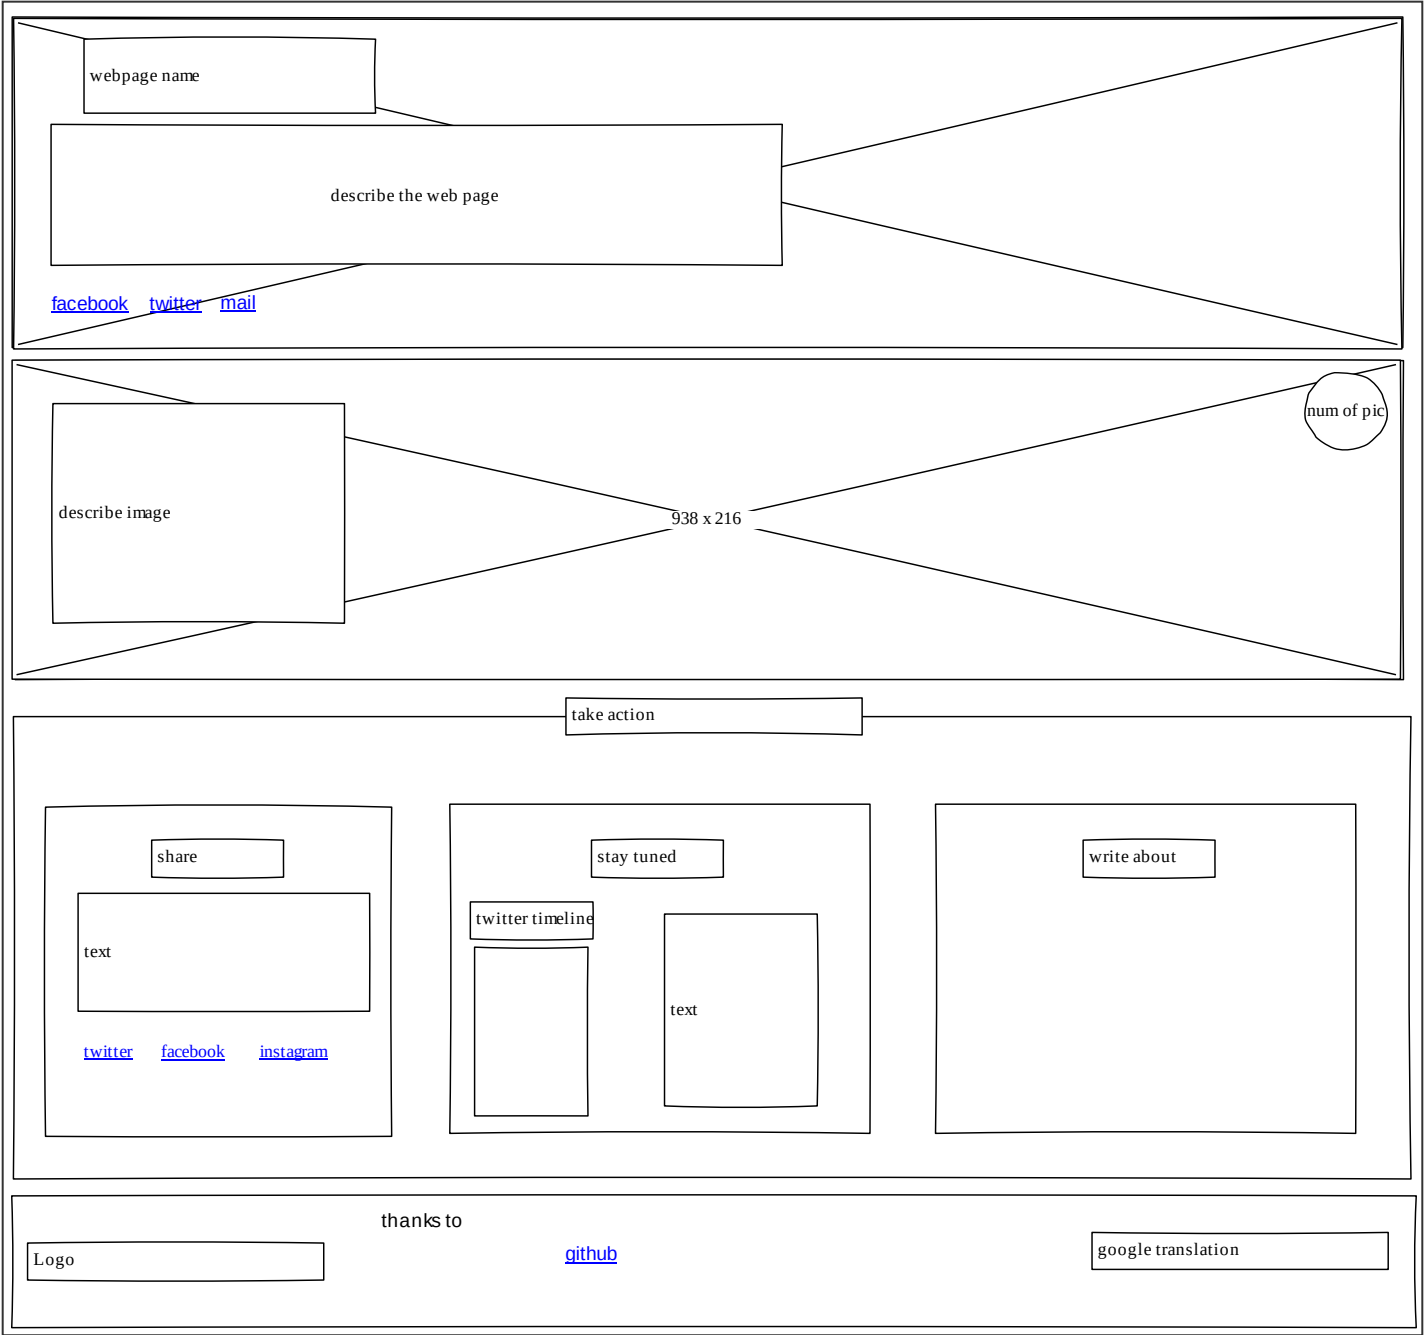 webpage name
describe the web page
facebook twitter mail
num of pic
describe image
938 x 216
take action
share
text
twitter facebook instagram
stay tuned
twitter timeline
text
write about
thanks to
Logo
github
google translation